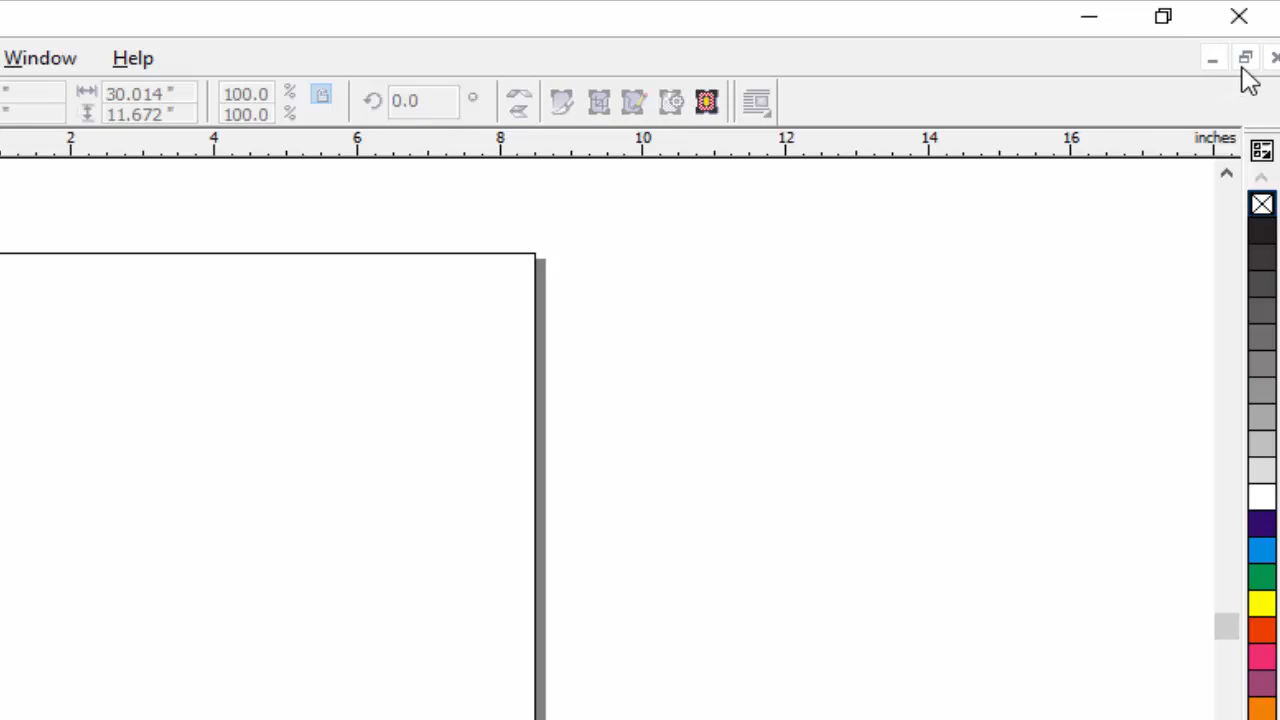 Window Help
" 30.014 " 100.0 % 0.0 °
" 11.672 " 100.0 %
2 4 6 8 10 12 14 16 inches